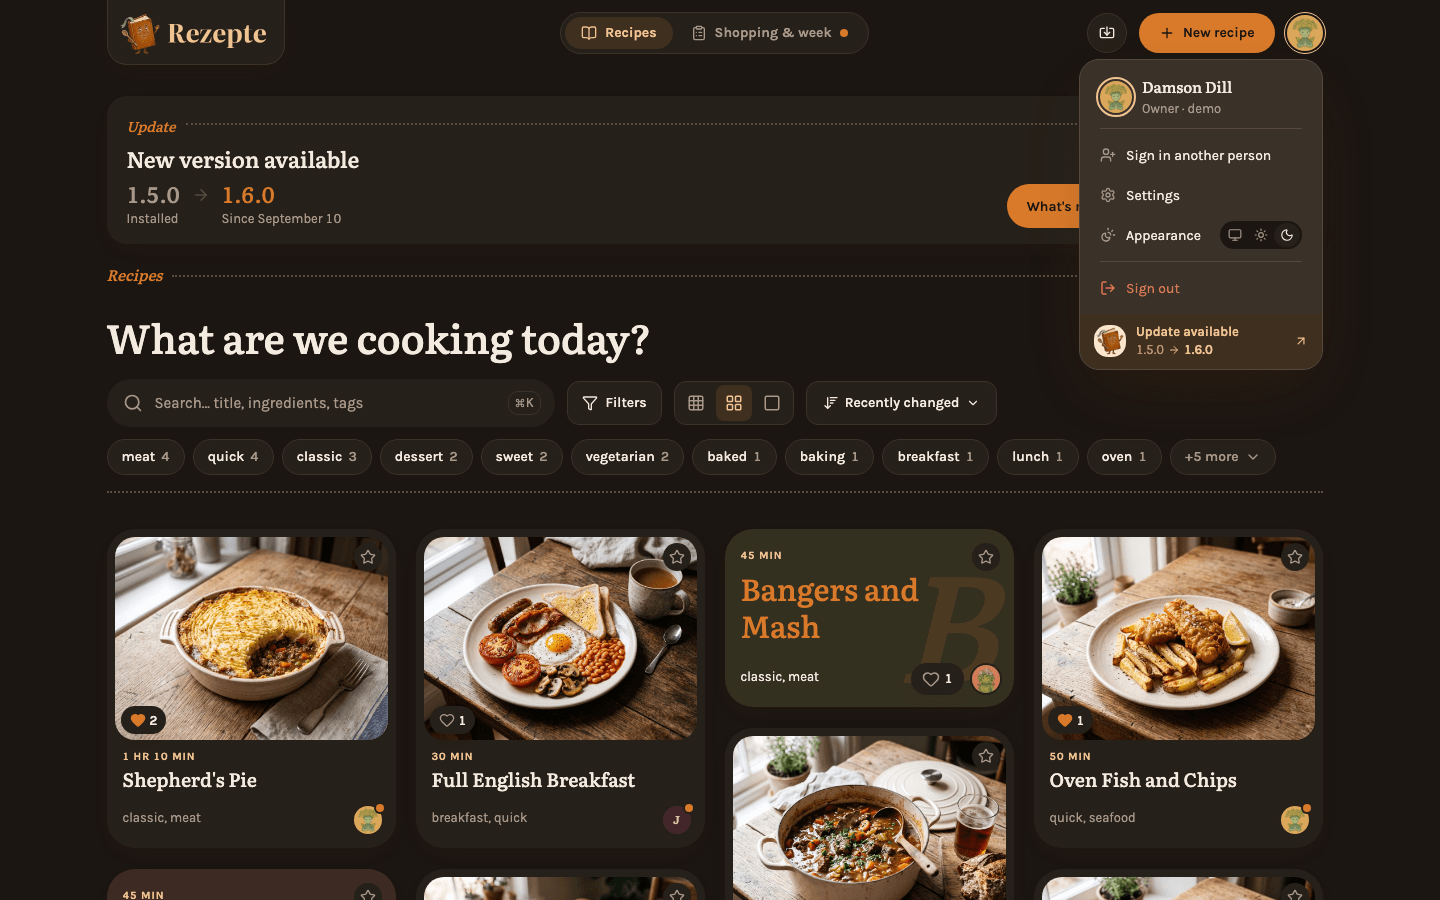 Rezepte
Recipes
Shopping & week
New recipe
Damson Dill
Owner · demo
Sign in another person
Settings
Appearance
Sign out
Update available
1.5.0 → 1.6.0
Update
New version available
1.5.0 → 1.6.0
Installed
Since September 10
What's
Recipes
What are we cooking today?
Search... title, ingredients, tags
⌘K
Filters
Recently changed
meat 4
quick 4
classic 3
dessert 2
sweet 2
vegetarian 2
baked 1
baking 1
breakfast 1
lunch 1
oven 1
+5 more
2
1 HR 10 MIN
Shepherd's Pie
classic, meat
1
30 MIN
Full English Breakfast
breakfast, quick
J
45 MIN
B
Bangers and
Mash
classic, meat
1
1
50 MIN
Oven Fish and Chips
quick, seafood
45 MIN